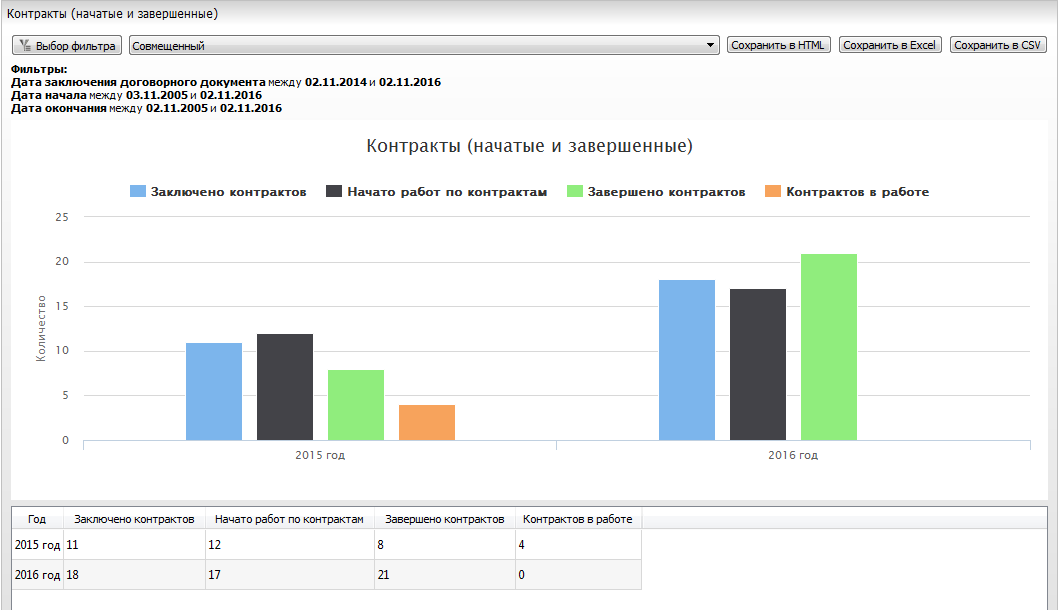 Контракты (начатые и завершенные)
Выбор фильтра Совмещенный Сохранить в HTML Сохранить в Excel Сохранить в CSV
Фильтры:
Дата заключения договорного документа между 02.11.2014 и 02.11.2016
Дата начала между 03.11.2005 и 02.11.2016
Дата окончания между 02.11.2005 и 02.11.2016
Контракты (начатые и завершенные)
Заключено контрактов Начато работ по контрактам Завершено контрактов Контрактов в работе
25
20
15
10
5
0
Количество
2015 год 2016 год
Год Заключено контрактов Начато работ по контрактам Завершено контрактов Контрактов в работе
2015 год 11 12 8 4
2016 год 18 17 21 0